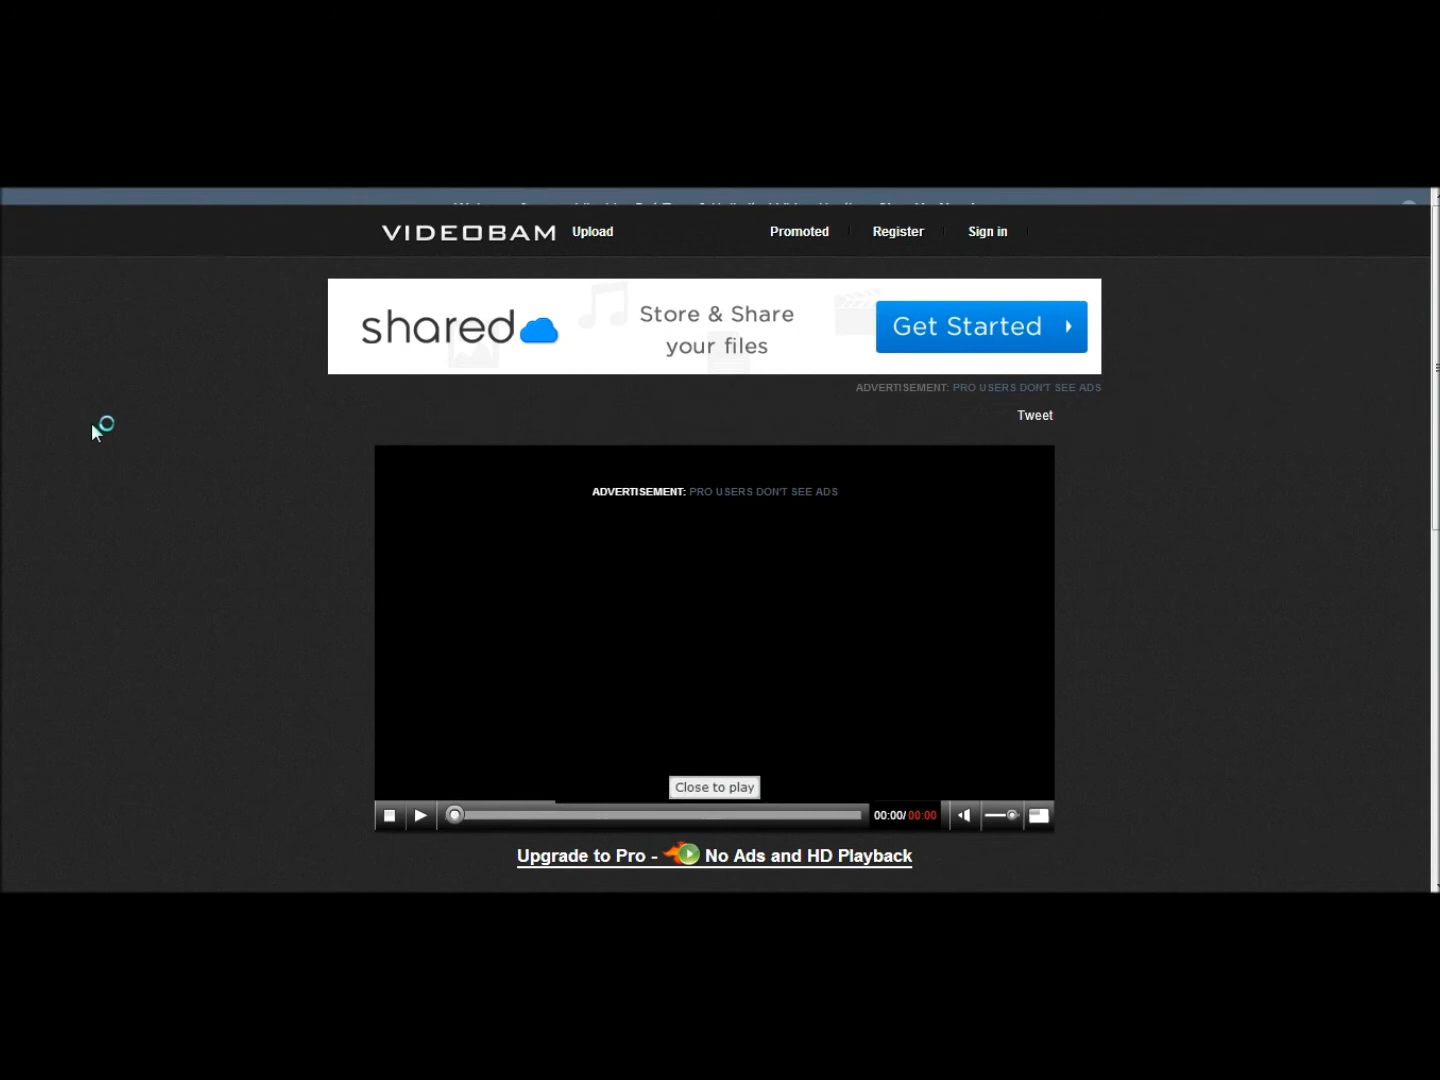 VIDEOBAM Upload Promoted Register Sign in
shared Store & Share Get Started
your files
ADVERTISEMENT: PRO USERS DON'T SEE ADS
Tweet
ADVERTISEMENT: PRO USERS DON'T SEE ADS
Close to play
00:00/00:00
Upgrade to Pro - No Ads and HD Playback